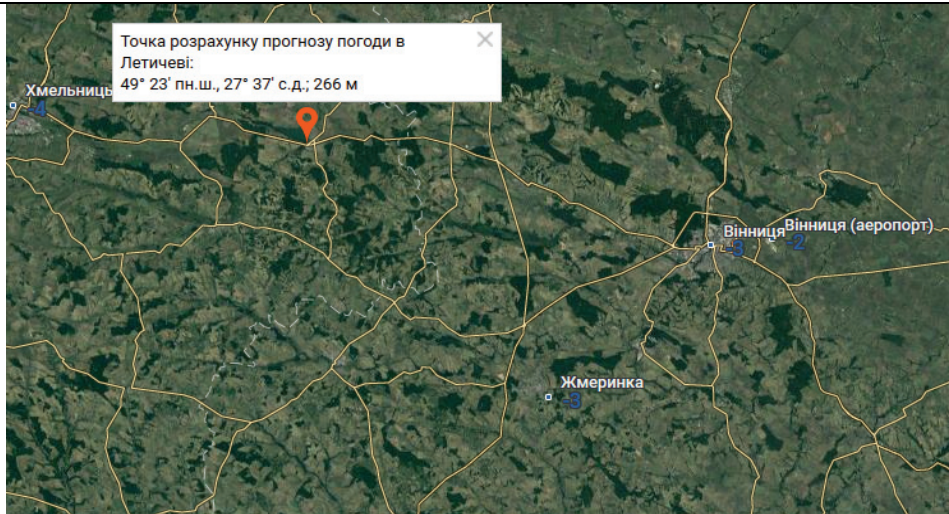 Точка розрахунку прогнозу погоди в
Летичеві:
49° 23' пн.ш., 27° 37' с.д.; 266 м
Хмельниць
-4
Вінниця
-3
Вінниця (аеропорт)
-2
Жмеринка
-3